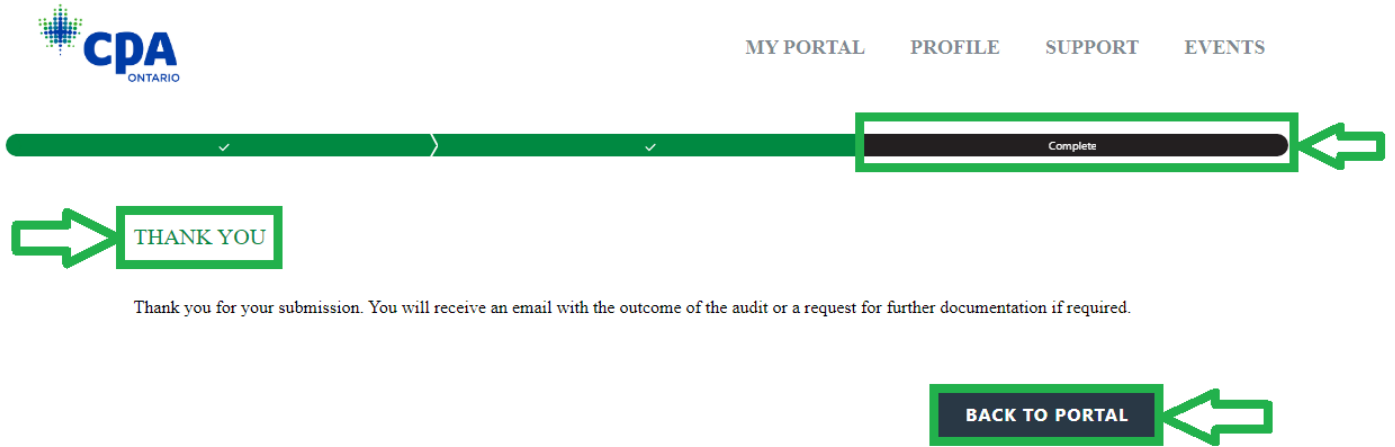 CPA
ONTARIO
MY PORTAL PROFILE SUPPORT EVENTS
Complete
THANK YOU
Thank you for your submission. You will receive an email with the outcome of the audit or a request for further documentation if required.
BACK TO PORTAL